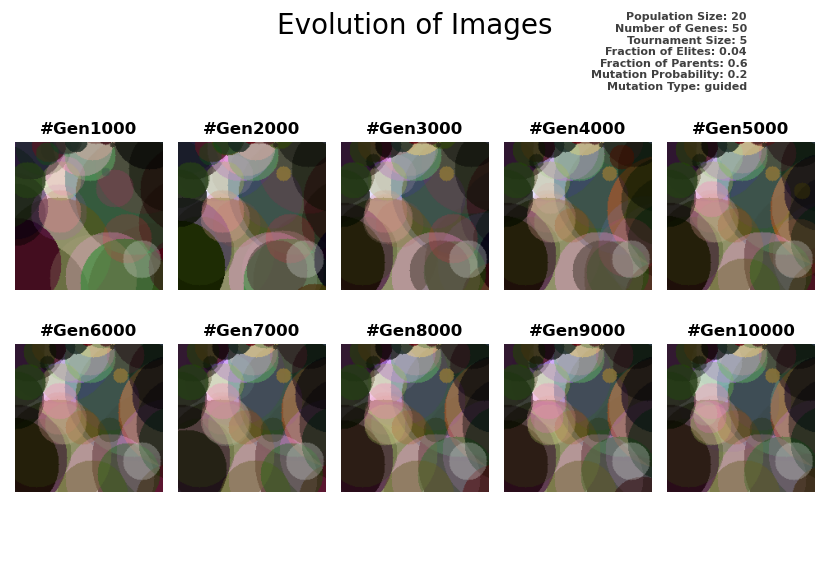 Evolution of Images
Population Size: 20
Number of Genes: 50
Tournament Size: 5
Fraction of Elites: 0.04
Fraction of Parents: 0.6
Mutation Probability: 0.2
Mutation Type: guided
#Gen1000 #Gen2000 #Gen3000 #Gen4000 #Gen5000
#Gen6000 #Gen7000 #Gen8000 #Gen9000 #Gen10000